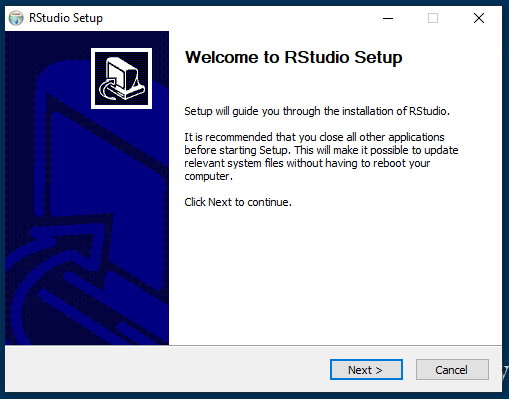 RStudio Setup
Welcome to RStudio Setup
Setup will guide you through the installation of RStudio.
It is recommended that you close all other applications
before starting Setup. This will make it possible to update
relevant system files without having to reboot your
computer.
Click Next to continue.
Next >
Cancel